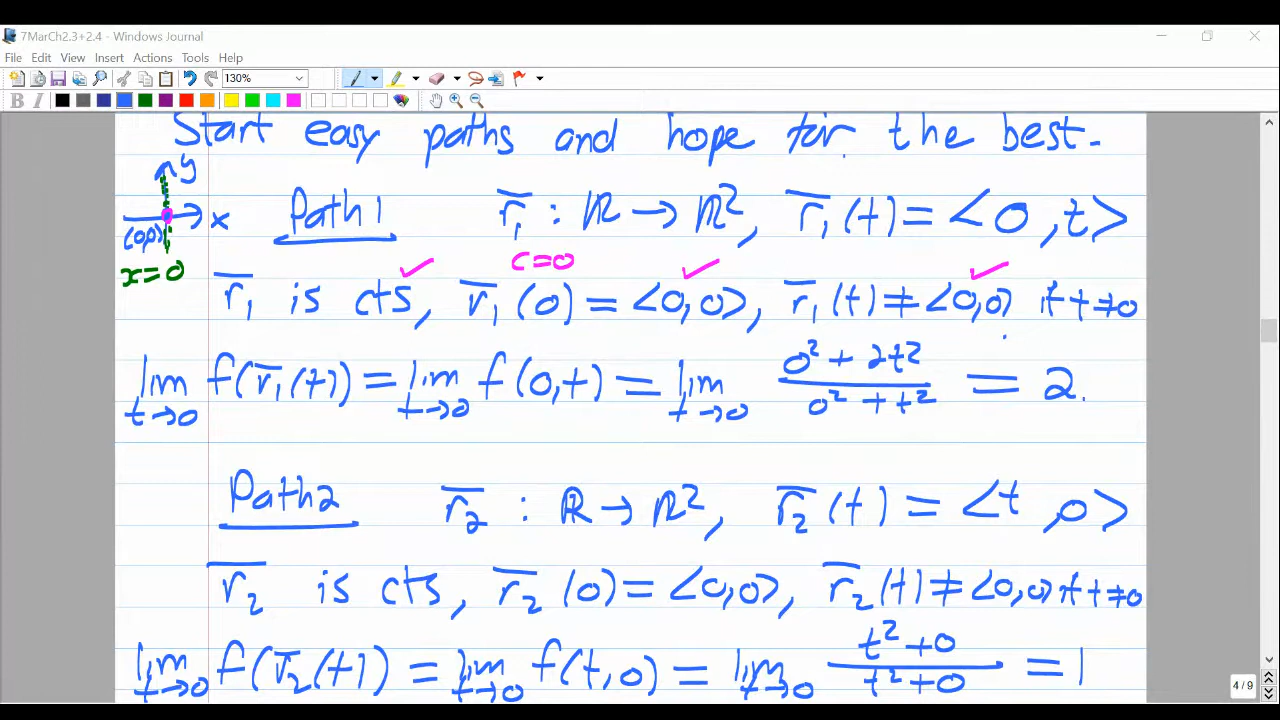 7MarCh2.3+2.4 - Windows Journal
File Edit View Insert Actions Tools Help
130%
B I
Start easy paths and hope for the best.
y
x
(0,0)
x=0
Path 1 r̅₁ : ℝ → ℝ², r̅₁(t) = <0, t>
c=0
r̅₁ is cts, r̅₁(0) = <0,0>, r̅₁(t) ≠ <0,0> if t≠0
lim t→0 f(r̅₁(t)) = lim t→0 f(0,t) = lim t→0 (0² + 2t²)/(0² + t²) = 2.
Path 2 r̅₂ : ℝ → ℝ², r̅₂(t) = <t, 0>
r̅₂ is cts, r̅₂(0) = <0,0>, r̅₂(t) ≠ <0,0> if t≠0
lim t→0 f(r̅₂(t)) = lim t→0 f(t,0) = lim t→0 (t² + 0)/(t² + 0) = 1
4 / 9